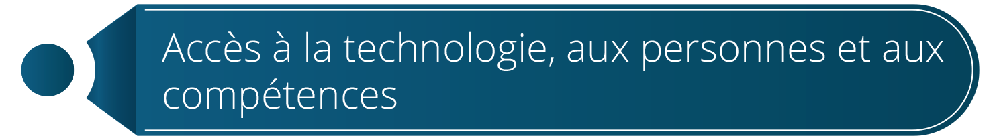 Accès à la technologie, aux personnes et aux
compétences